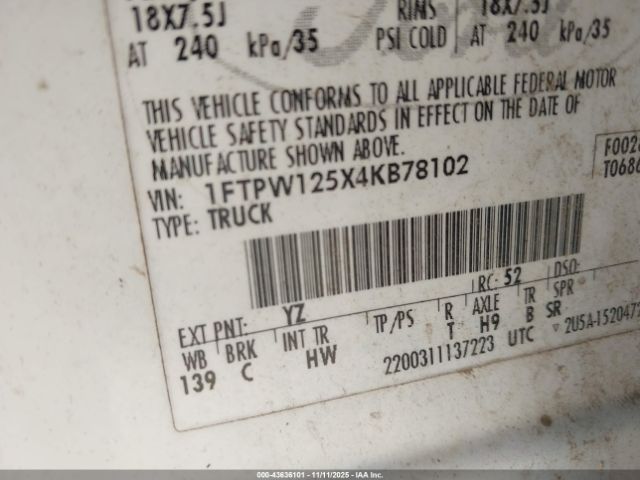 18X7.5J RIMS 18X7.5J
AT 240 kPa/35 PSI COLD AT 240 kPa/35
THIS VEHICLE CONFORMS TO ALL APPLICABLE FEDERAL MOTOR
VEHICLE SAFETY STANDARDS IN EFFECT ON THE DATE OF
MANUFACTURE SHOWN ABOVE.
VIN: 1FTPW125X4KB78102
TYPE: TRUCK
EXT PNT: YZ RC: 52 DSO:
WB BRK INT TR TP/PS R AXLE TR SPR
139 C HW T H9 B SR
2200311137223 UTC
000-43636101 - 11/11/2025 - IAA Inc.